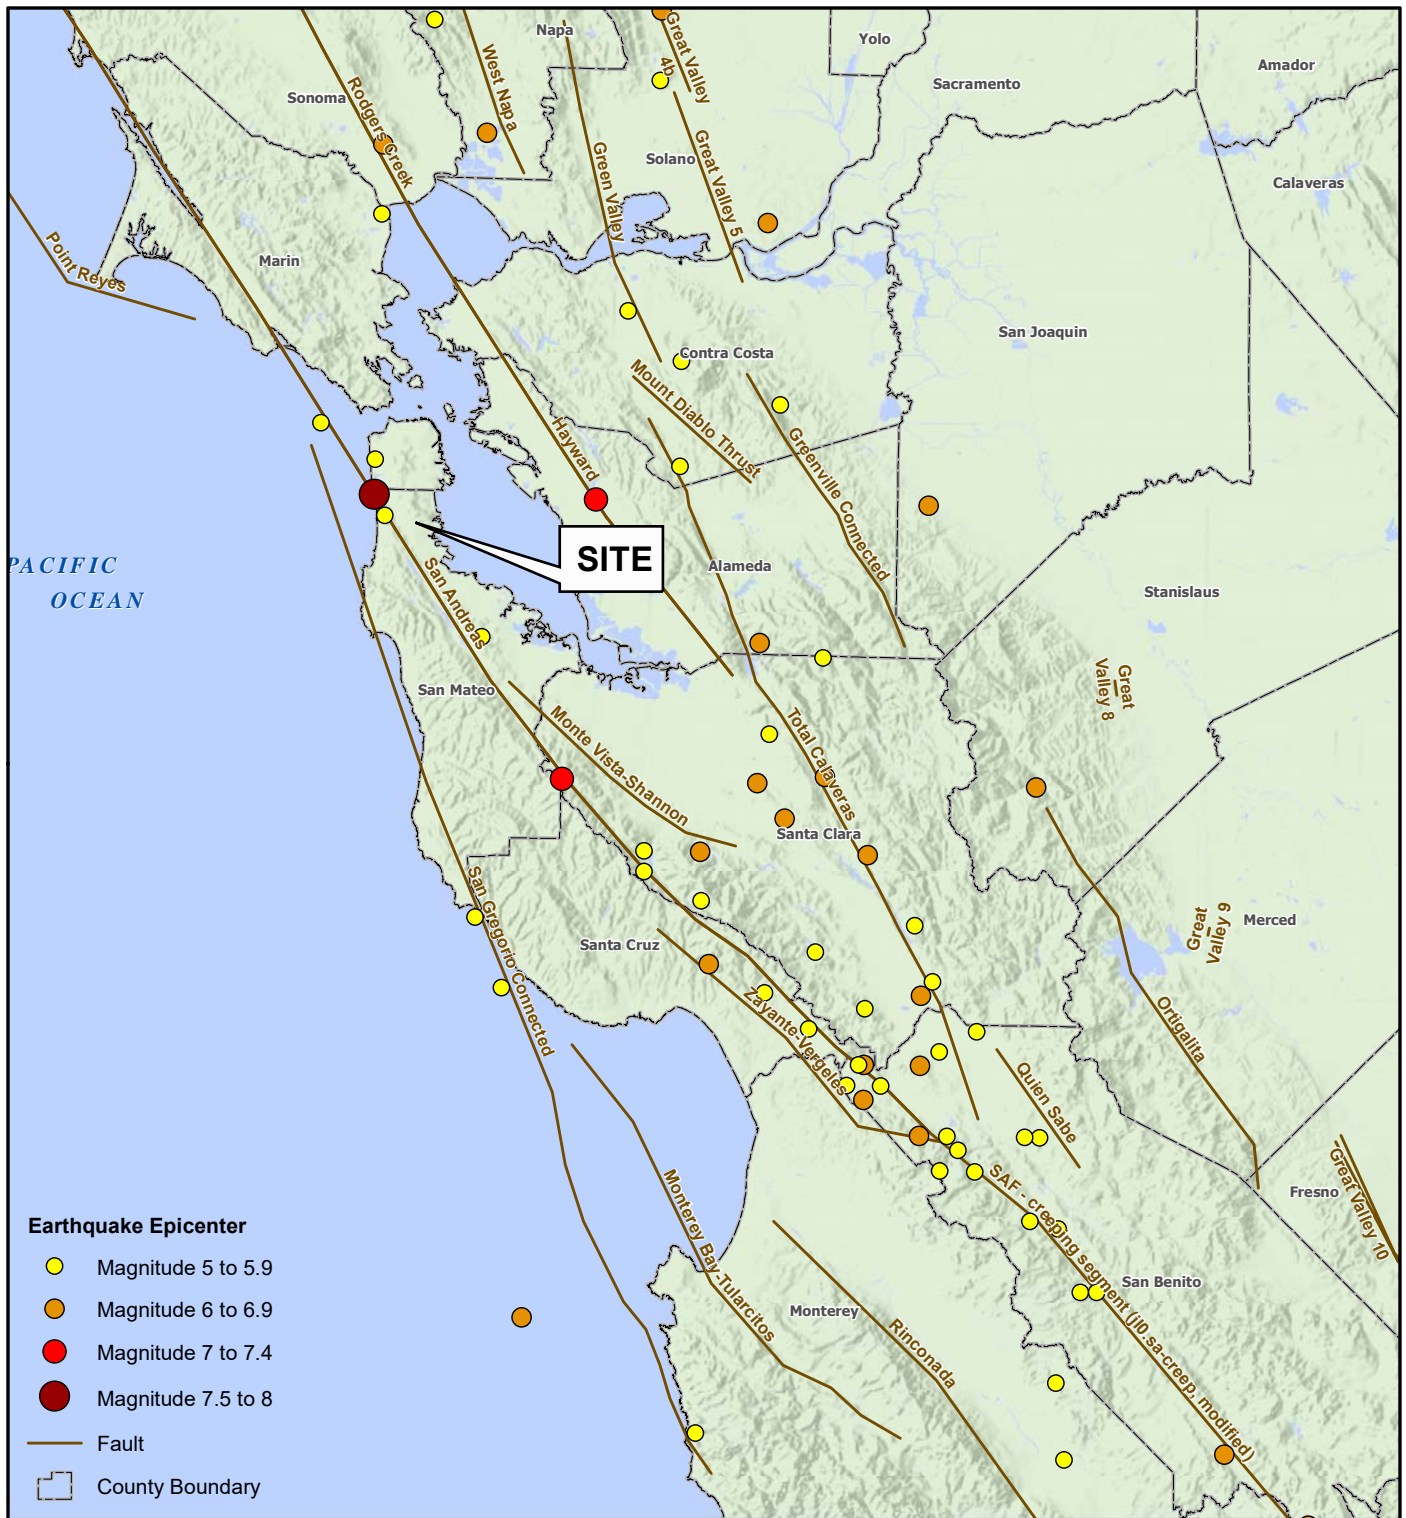 Napa
Yolo
Great Valley
4b
Amador
West Napa
Sacramento
Sonoma
Rodgers Creek
Green Valley
Solano
Great Valley 5
Calaveras
Point Reyes
Marin
San Joaquin
Contra Costa
Mount Diablo Thrust
Hayward
Greenville Connected
SITE
PACIFIC
OCEAN
San Andreas
Alameda
Stanislaus
San Mateo
Great
Valley 8
Monte Vista-Shannon
Total Calaveras
Santa Clara
San Gregorio Connected
Santa Cruz
Great
Valley 9
Merced
Zayante-Vergeles
Ortigalita
Quien Sabe
Monterey Bay-Tularcitos
SAF - creeping segment (jl0.sa-creep, modified)
Fresno
Great Valley 10
San Benito
Monterey
Rinconada
Earthquake Epicenter
Magnitude 5 to 5.9
Magnitude 6 to 6.9
Magnitude 7 to 7.4
Magnitude 7.5 to 8
Fault
County Boundary